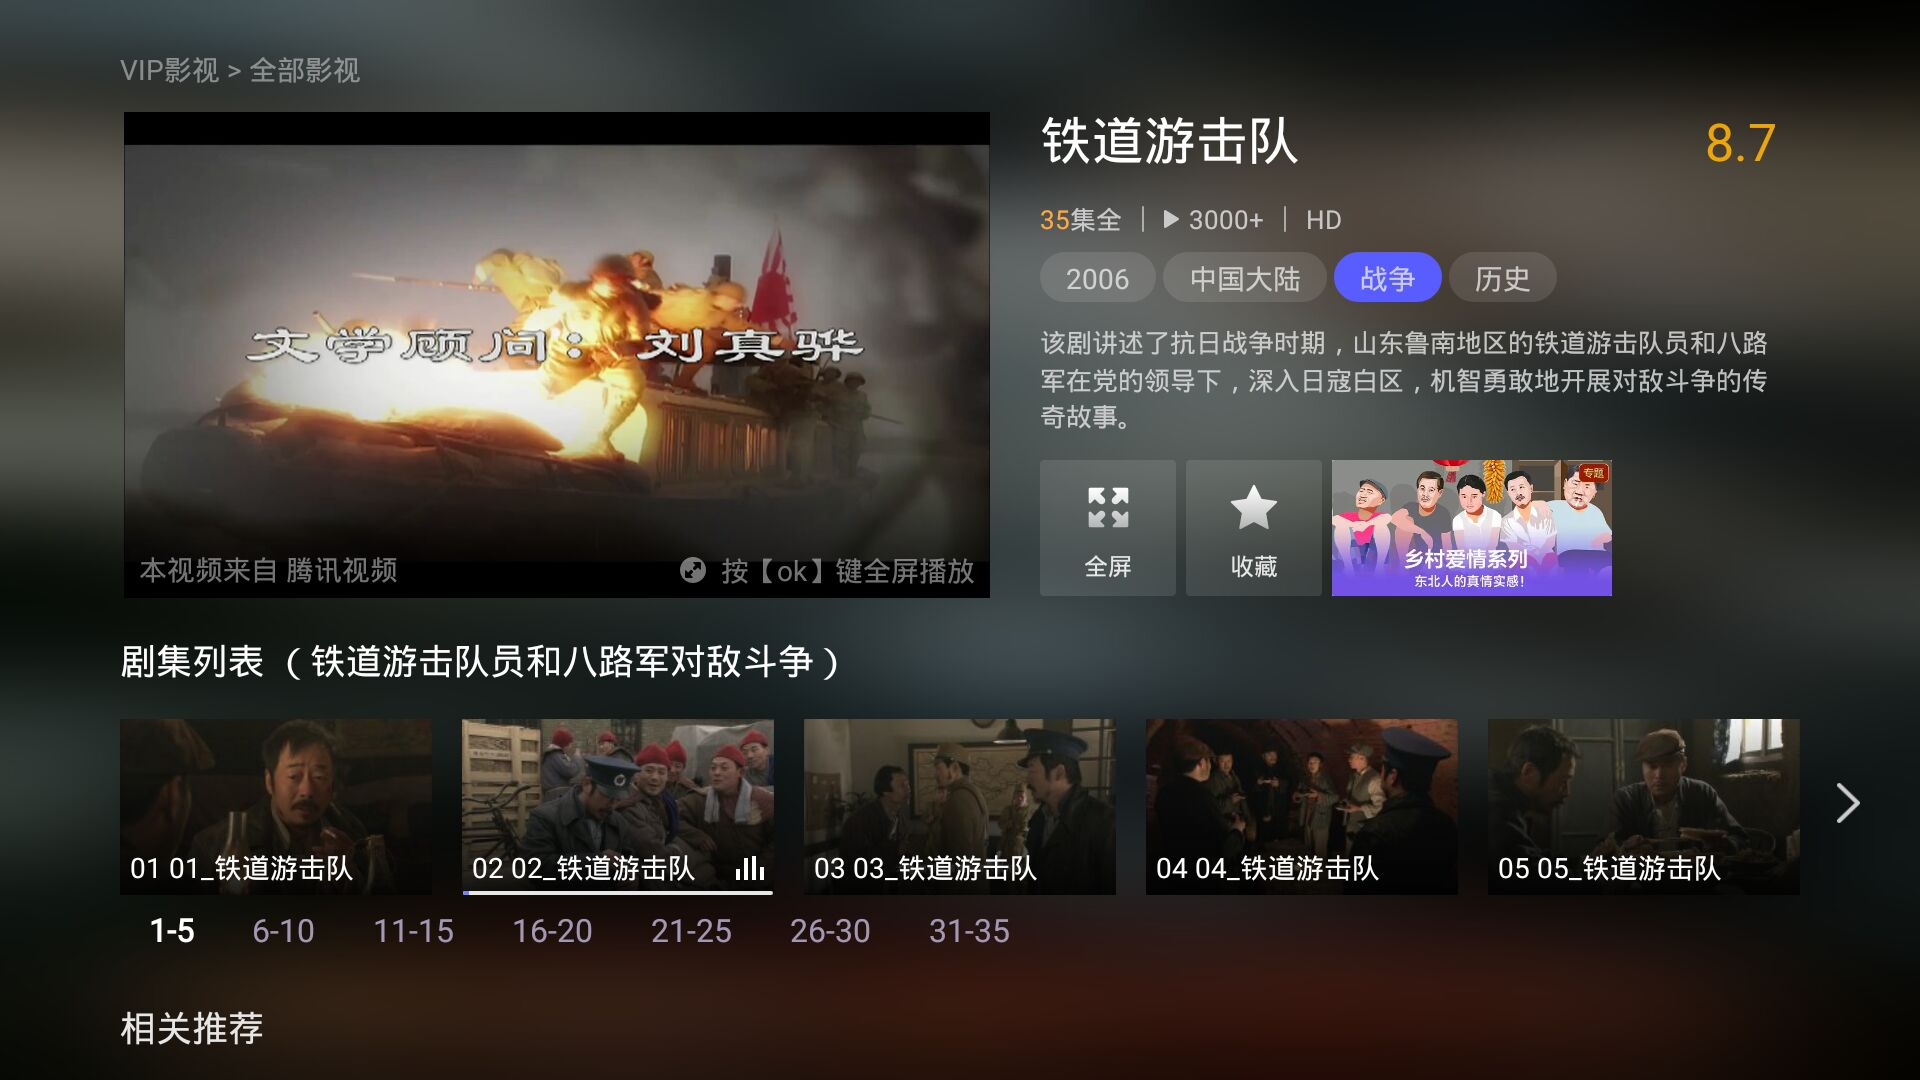 VIP影视 > 全部影视
文学顾问：刘真骅
本视频来自 腾讯视频
按【ok】键全屏播放
铁道游击队
8.7
35集全 | 3000+ | HD
2006
中国大陆
战争
历史
该剧讲述了抗日战争时期，山东鲁南地区的铁道游击队员和八路
军在党的领导下，深入日寇白区，机智勇敢地开展对敌斗争的传
奇故事。
全屏
收藏
专题
乡村爱情系列
东北人的真情实感！
剧集列表（铁道游击队员和八路军对敌斗争）
01 01_铁道游击队
02 02_铁道游击队
03 03_铁道游击队
04 04_铁道游击队
05 05_铁道游击队
1-5
6-10
11-15
16-20
21-25
26-30
31-35
相关推荐